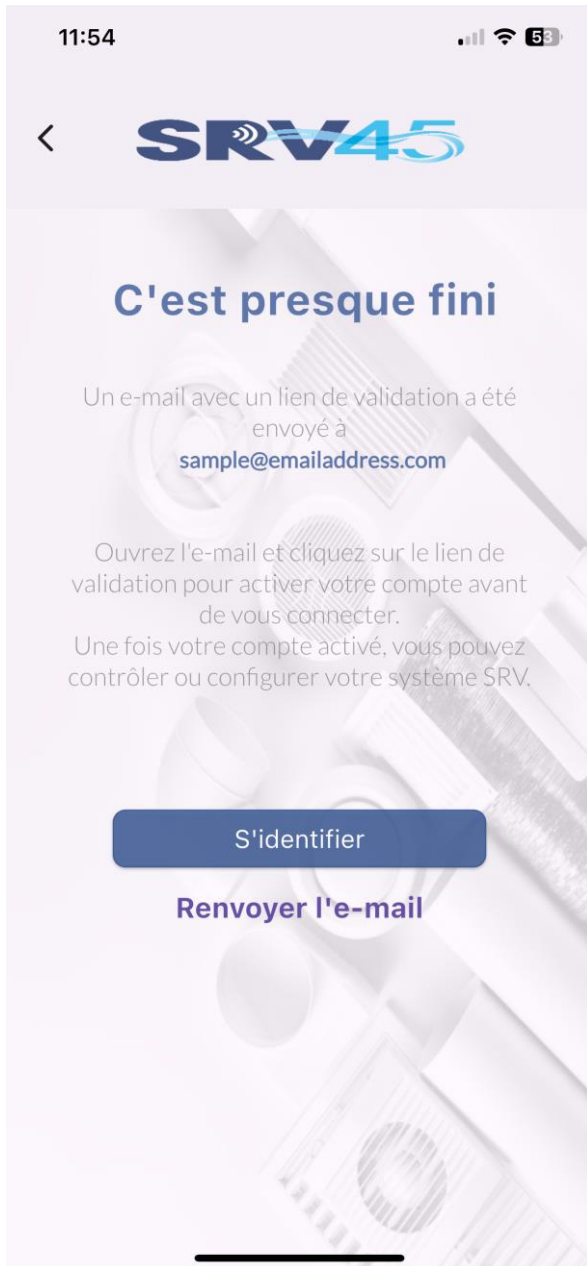 11:54
53
SRV45
C'est presque fini
Un e-mail avec un lien de validation a été
envoyé à
sample@emailaddress.com
Ouvrez l'e-mail et cliquez sur le lien de
validation pour activer votre compte avant
de vous connecter.
Une fois votre compte activé, vous pouvez
contrôler ou configurer votre système SRV.
S'identifier
Renvoyer l'e-mail